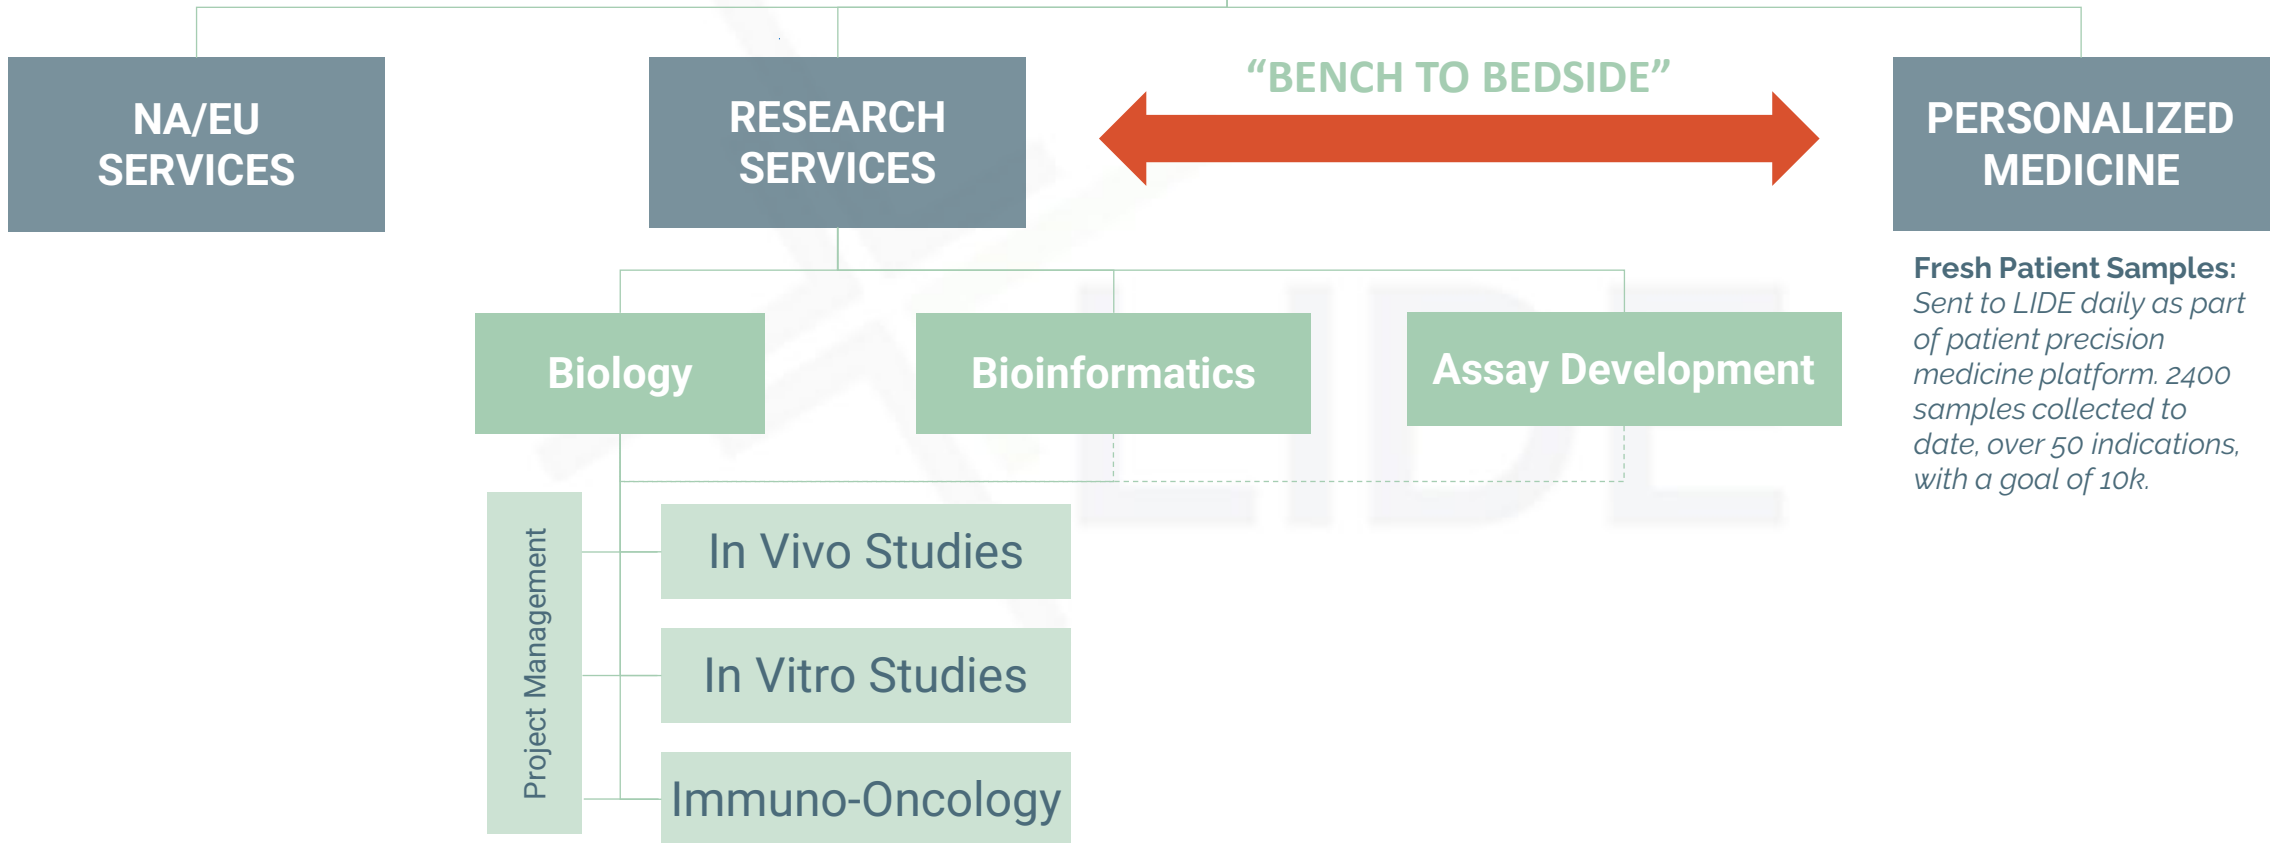 NA/EU
SERVICES
RESEARCH
SERVICES
“BENCH TO BEDSIDE”
PERSONALIZED
MEDICINE
Fresh Patient Samples:
Sent to LIDE daily as part
of patient precision
medicine platform. 2400
samples collected to
date, over 50 indications,
with a goal of 10k.
Biology
Bioinformatics
Assay Development
LIDE
Project Management
In Vivo Studies
In Vitro Studies
Immuno-Oncology